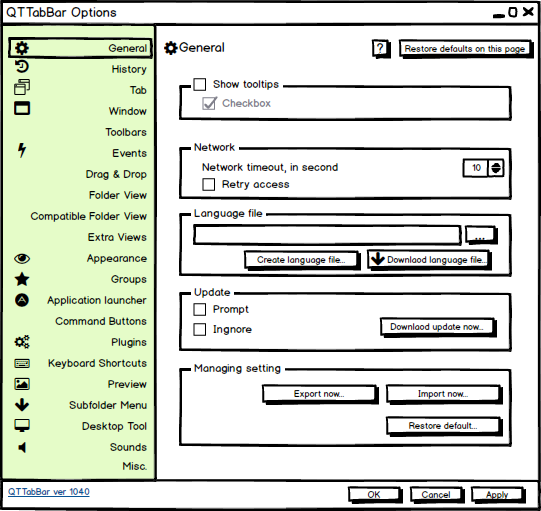 QTTabBar Options
General
History
Tab
Window
Toolbars
Events
Drag & Drop
Folder View
Compatible Folder View
Extra Views
Appearance
Groups
Application launcher
Command Buttons
Plugins
Keyboard Shortcuts
Preview
Subfolder Menu
Desktop Tool
Sounds
Misc.
General
?
Restore defaults on this page
Show tooltips
Checkbox
Network
Network timeout, in second
10
Retry access
Language file
...
Create language file...
Downlaod language file...
Update
Prompt
Ingnore
Downlaod update now...
Managing setting
Export now...
Import now...
Restore default...
QTTabBar ver 1040
OK
Cancel
Apply